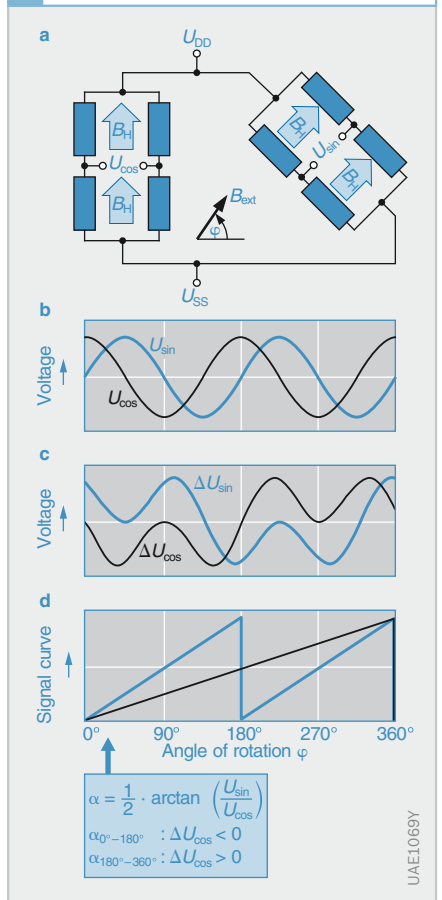 a
U_DD
B_H B_H
U_cos U_sin
B_H B_H
B_ext
φ
U_SS
b
Voltage
U_sin
U_cos
c
Voltage
ΔU_sin
ΔU_cos
d
Signal curve
0° 90° 180° 270° 360°
Angle of rotation φ
α = 1/2 · arctan (U_sin/U_cos)
α_0°–180° : ΔU_cos < 0
α_180°–360° : ΔU_cos > 0
UAE1069Y